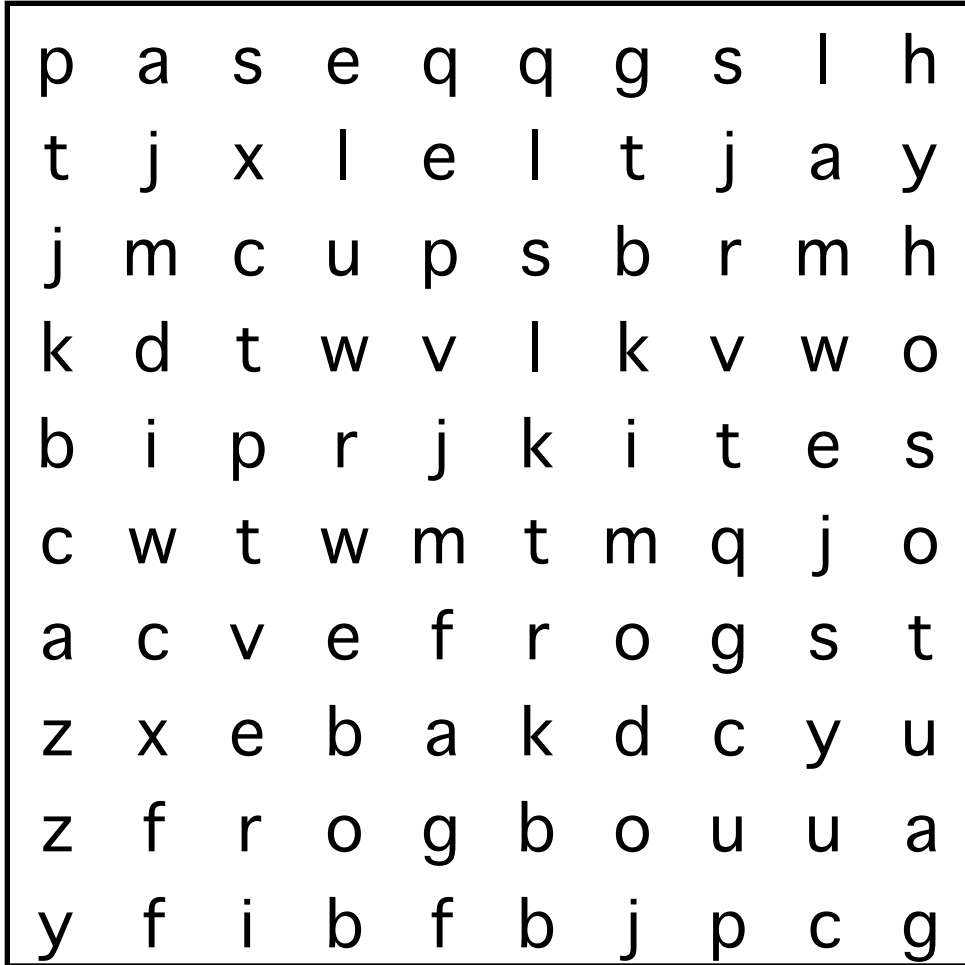 p a s e q q g s l h
t j x l e l t j a y
j m c u p s b r m h
k d t w v l k v w o
b i p r j k i t e s
c w t w m t m q j o
a c v e f r o g s t
z x e b a k d c y u
z f r o g b o u u a
y f i b f b j p c g